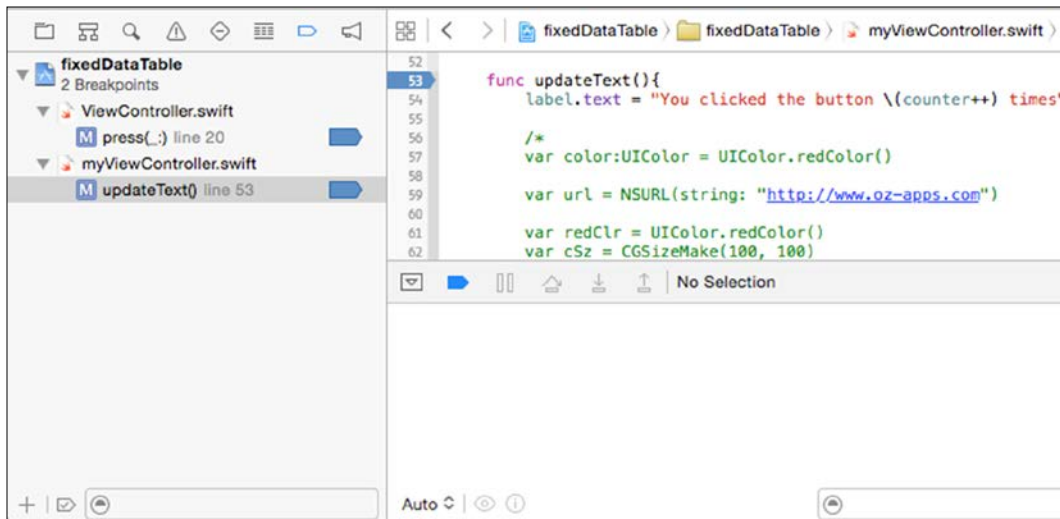 fixedDataTable
2 Breakpoints
ViewController.swift
M press(_:) line 20
myViewController.swift
M updateText() line 53
fixedDataTable 〉 fixedDataTable 〉 myViewController.swift 〉
52
53 func updateText(){
54 label.text = "You clicked the button \(counter++) times"
55
56 /*
57 var color:UIColor = UIColor.redColor()
58
59 var url = NSURL(string: "http://www.oz-apps.com")
60
61 var redClr = UIColor.redColor()
62 var cSz = CGSizeMake(100, 100)
No Selection
Auto